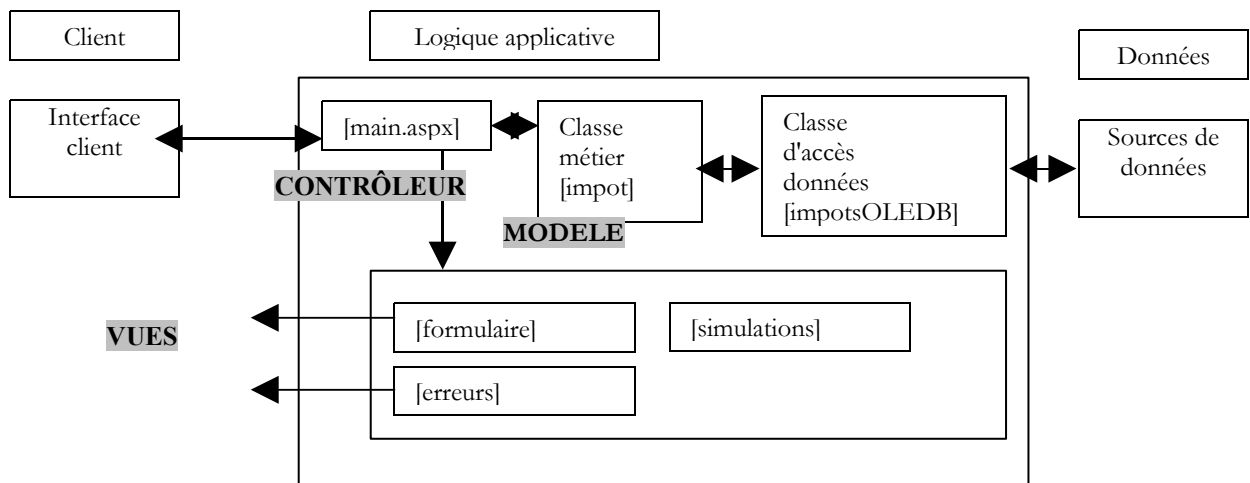 Client
Logique applicative
Données
Interface
client
[main.aspx]
Classe
métier
[impot]
Classe
d'accès
données
[impotsOLEDB]
Sources de
données
CONTRÔLEUR
MODELE
VUES
[formulaire]
[simulations]
[erreurs]